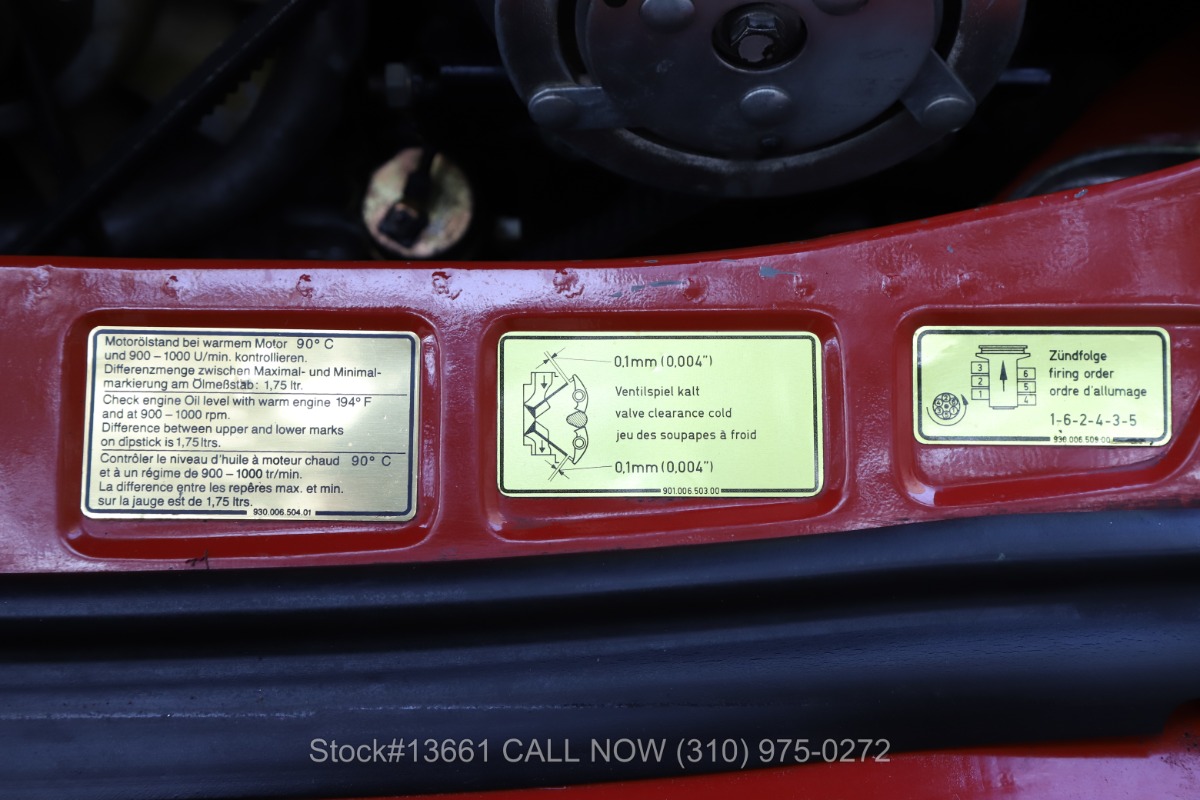 Motorölstand bei warmem Motor 90° C
und 900 – 1000 U/min. kontrollieren.
Differenzmenge zwischen Maximal- und Minimal-
markierung am Ölmeßstab: 1,75 ltr.
Check engine Oil level with warm engine 194° F
and at 900 – 1000 rpm.
Difference between upper and lower marks
on dipstick is 1,75 ltrs.
Contrôler le niveau d'huile à moteur chaud 90° C
et à un régime de 900 – 1000 tr/min.
La différence entre les repères max. et min.
sur la jauge est de 1,75 ltrs.
930.006.504.01
0,1mm (0,004")
Ventilspiel kalt
valve clearance cold
jeu des soupapes à froid
0,1mm (0,004")
901.006.503.00
3
2
1
6
5
4
Zündfolge
firing order
ordre d'allumage
1-6-2-4-3-5
930.006.509.00
Stock#13661 CALL NOW (310) 975-0272